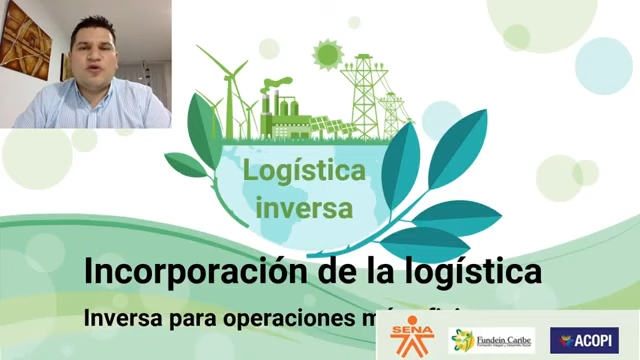 Logística
inversa
Incorporación de la logística
Inversa para operaciones
SENA
Fundein Caribe
ACOPI